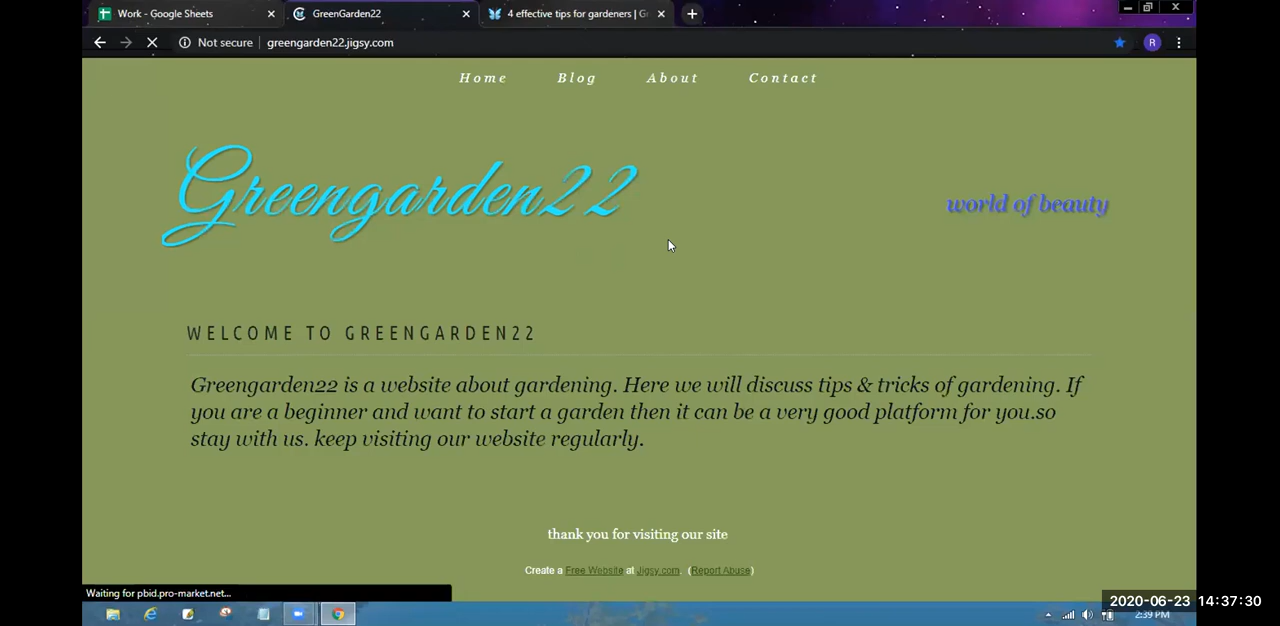 Work - Google Sheets
GreenGarden22
4 effective tips for gardeners | G
Not secure
greengarden22.jigsy.com
R
Home Blog About Contact
Greengarden22
world of beauty
WELCOME TO GREENGARDEN22
Greengarden22 is a website about gardening. Here we will discuss tips & tricks of gardening. If
you are a beginner and want to start a garden then it can be a very good platform for you.so
stay with us. keep visiting our website regularly.
thank you for visiting our site
Create a Free Website at Jigsy.com. (Report Abuse)
Waiting for pbid.pro-market.net...
2020-06-23 14:37:30
2:39 PM